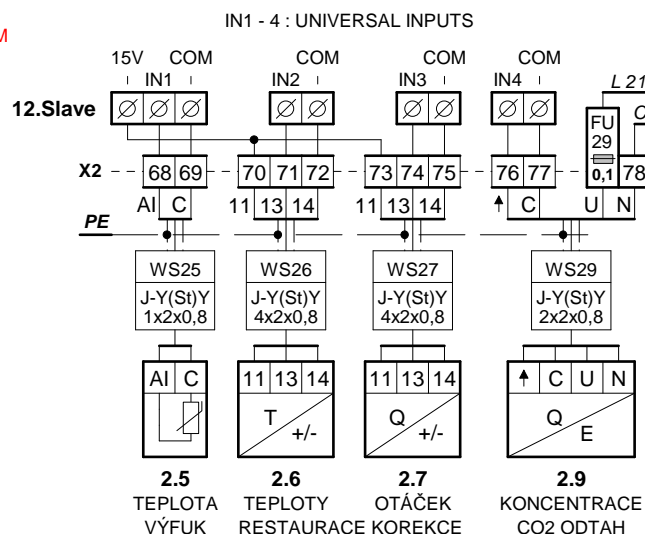 IN1 - 4 : UNIVERSAL INPUTS
M
15V COM COM COM COM
IN1 IN2 IN3 IN4
L 21
12.Slave
FU 29 0,1
X2 68 69 70 71 72 73 74 75 76 77 78
AI C 11 13 14 11 13 14 C U N
PE
WS25 WS26 WS27 WS29
J-Y(St)Y J-Y(St)Y J-Y(St)Y J-Y(St)Y
1x2x0,8 4x2x0,8 4x2x0,8 2x2x0,8
AI C 11 13 14 11 13 14 C U N
T +/- Q +/- Q E
2.5 2.6 2.7 2.9
TEPLOTA TEPLOTY OTÁČEK KONCENTRACE
VÝFUK RESTAURACE KOREKCE CO2 ODTAH